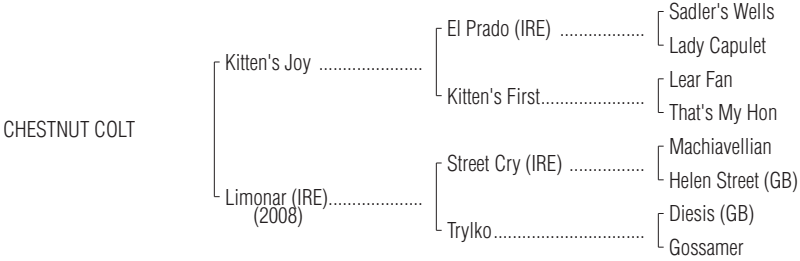 Sadler's Wells
El Prado (IRE) ..................
Lady Capulet
Kitten's Joy ......................
Lear Fan
Kitten's First......................
That's My Hon
CHESTNUT COLT
Machiavellian
Street Cry (IRE) ................
Helen Street (GB)
Limonar (IRE)....................
(2008)
Diesis (GB)
Trylko................................
Gossamer